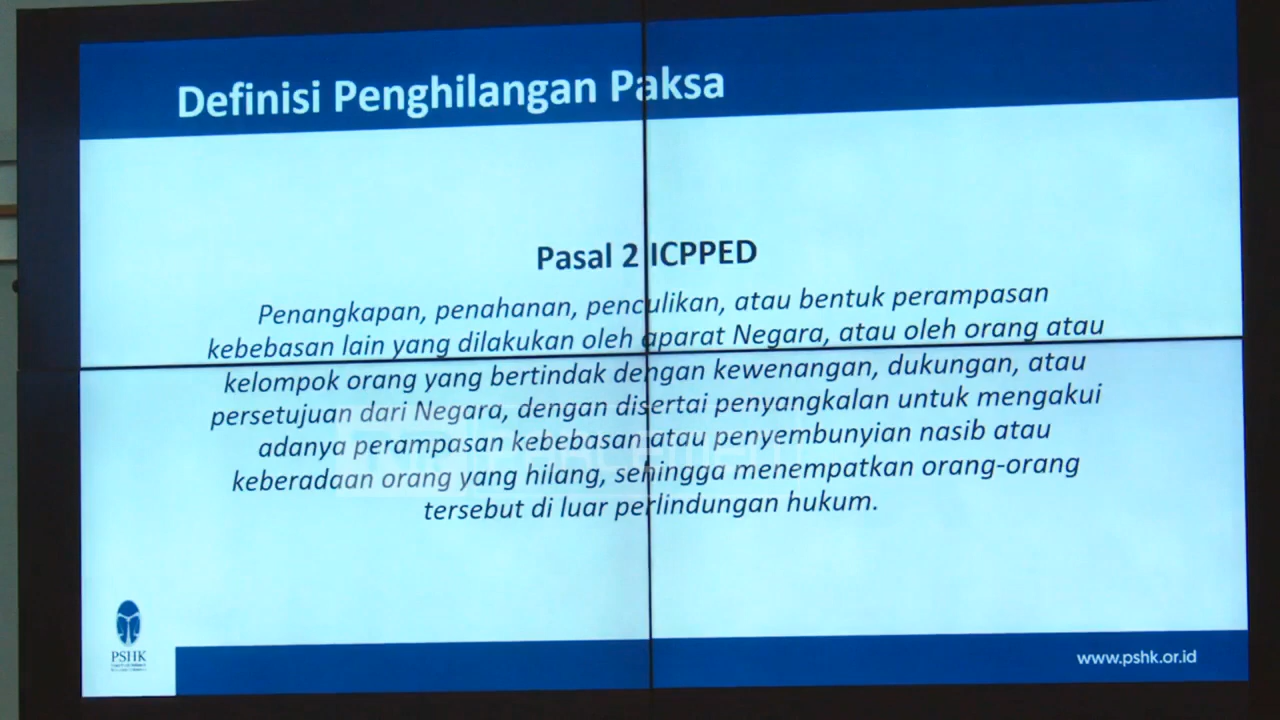 Definisi Penghilangan Paksa
Pasal 2 ICPPED
Penangkapan, penahanan, penculikan, atau bentuk perampasan
kebebasan lain yang dilakukan oleh aparat Negara, atau oleh orang atau
kelompok orang yang bertindak dengan kewenangan, dukungan, atau
persetujuan dari Negara, dengan disertai penyangkalan untuk mengakui
adanya perampasan kebebasan atau penyembunyian nasib atau
keberadaan orang yang hilang, sehingga menempatkan orang-orang
tersebut di luar perlindungan hukum.
PSHK
www.pshk.or.id